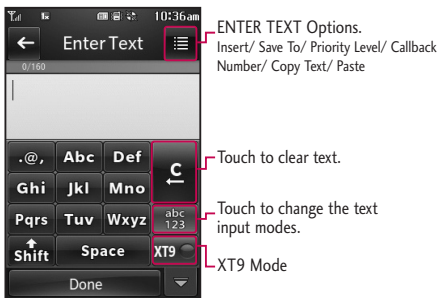 10:36am
Enter Text
0/160
.@, Abc Def C
Ghi Jkl Mno
Pqrs Tuv Wxyz abc
123
Shift Space XT9
Done
ENTER TEXT Options.
Insert/ Save To/ Priority Level/ Callback
Number/ Copy Text/ Paste
Touch to clear text.
Touch to change the text
input modes.
XT9 Mode